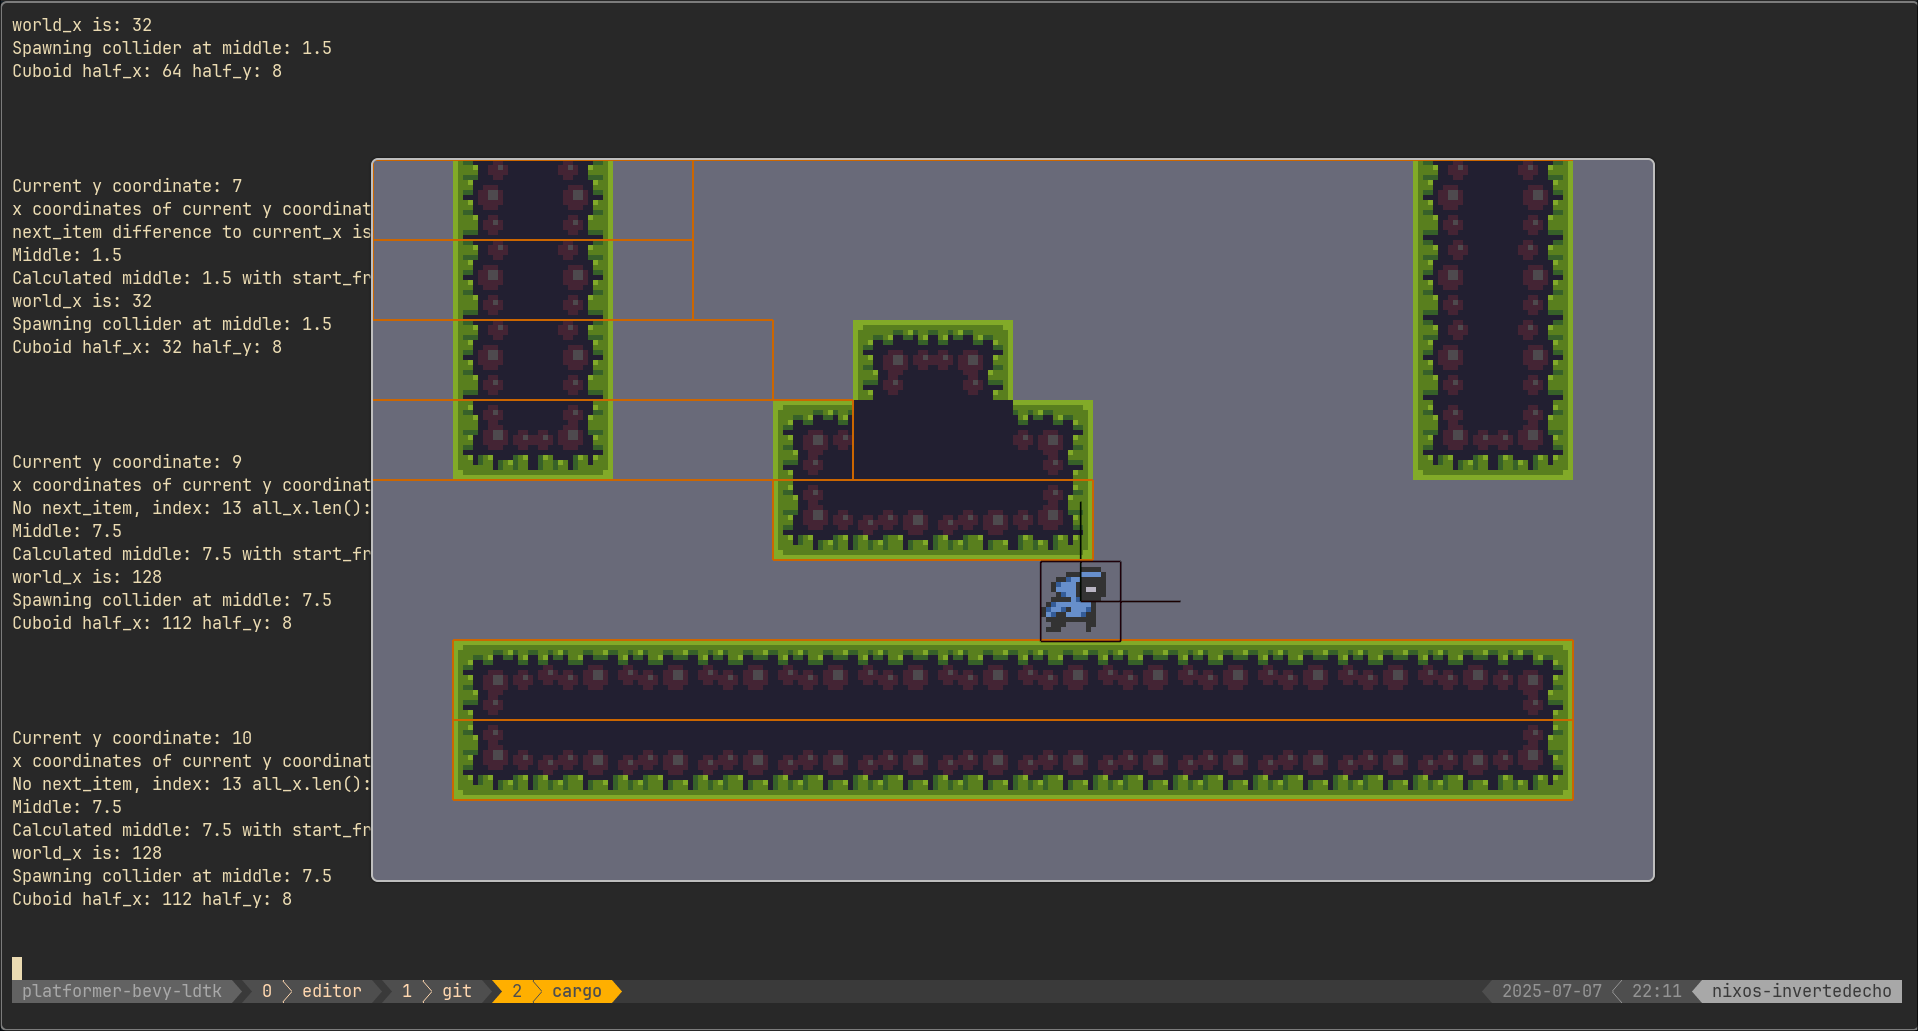 world_x is: 32
Spawning collider at middle: 1.5
Cuboid half_x: 64 half_y: 8
Current y coordinate: 7
x coordinates of current y coordinat
next_item difference to current_x is
Middle: 1.5
Calculated middle: 1.5 with start_fr
world_x is: 32
Spawning collider at middle: 1.5
Cuboid half_x: 32 half_y: 8
Current y coordinate: 9
x coordinates of current y coordinat
No next_item, index: 13 all_x.len():
Middle: 7.5
Calculated middle: 7.5 with start_fr
world_x is: 128
Spawning collider at middle: 7.5
Cuboid half_x: 112 half_y: 8
Current y coordinate: 10
x coordinates of current y coordinat
No next_item, index: 13 all_x.len():
Middle: 7.5
Calculated middle: 7.5 with start_fr
world_x is: 128
Spawning collider at middle: 7.5
Cuboid half_x: 112 half_y: 8
platformer-bevy-ldtk 0 editor 1 git 2 cargo 2025-07-07 22:11 nixos-invertedecho